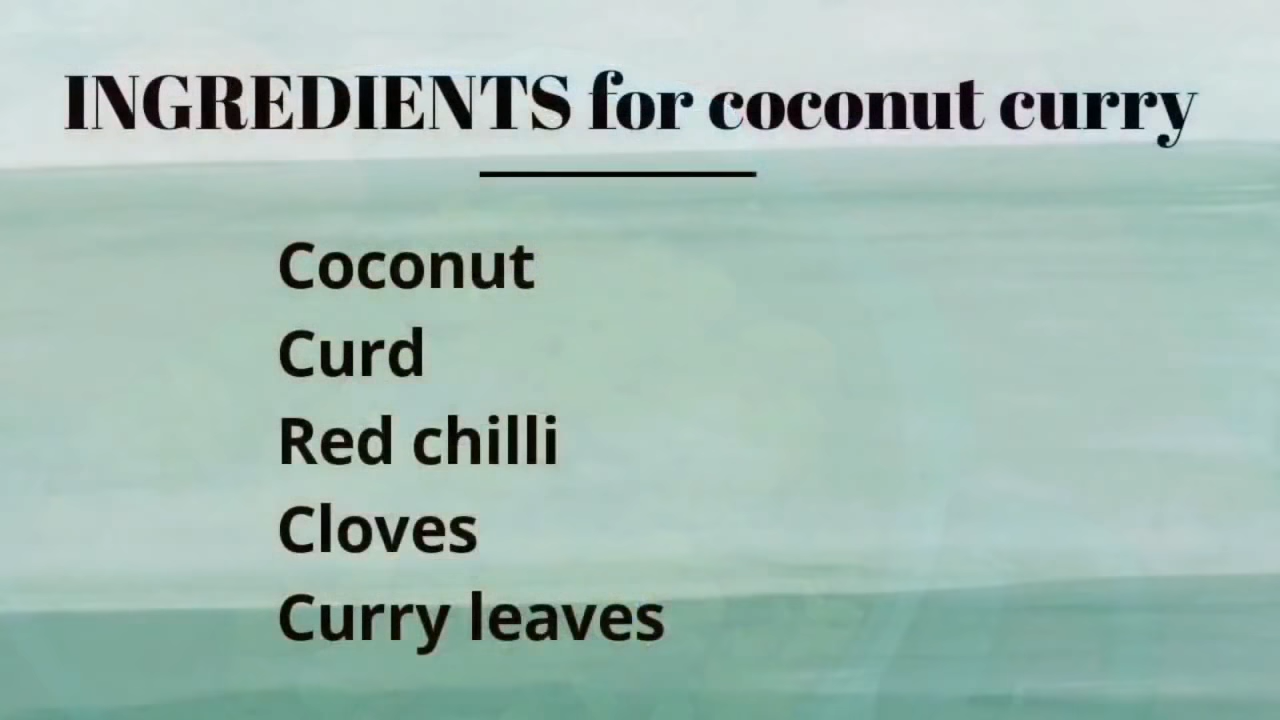 INGREDIENTS for coconut curry
Coconut
Curd
Red chilli
Cloves
Curry leaves